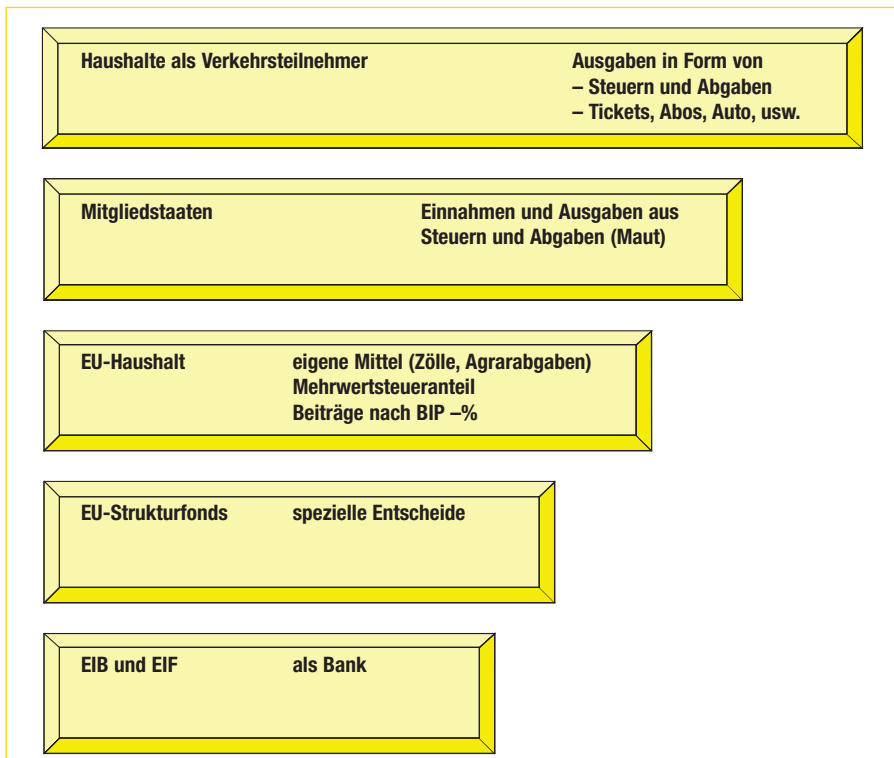 Haushalte als Verkehrsteilnehmer Ausgaben in Form von
– Steuern und Abgaben
– Tickets, Abos, Auto, usw.
Mitgliedstaaten Einnahmen und Ausgaben aus
Steuern und Abgaben (Maut)
EU-Haushalt eigene Mittel (Zölle, Agrarabgaben)
Mehrwertsteueranteil
Beiträge nach BIP –%
EU-Strukturfonds spezielle Entscheide
EIB und EIF als Bank